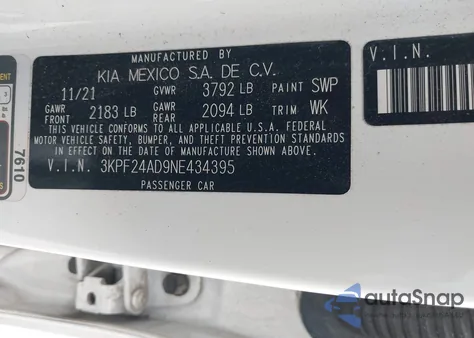 MANUFACTURED BY
KIA MEXICO S.A. DE C.V.
11/21 GVWR 3792 LB PAINT SWP
GAWR FRONT 2183 LB GAWR REAR 2094 LB TRIM WK
THIS VEHICLE CONFORMS TO ALL APPLICABLE U.S.A. FEDERAL
MOTOR VEHICLE SAFETY, BUMPER, AND THEFT PREVENTION STANDARDS
IN EFFECT ON THE DATE OF MANUFACTURE SHOWN ABOVE.
V.I.N. 3KPF24AD9NE434395
PASSENGER CAR
V.I.N.
7610
autoSnap